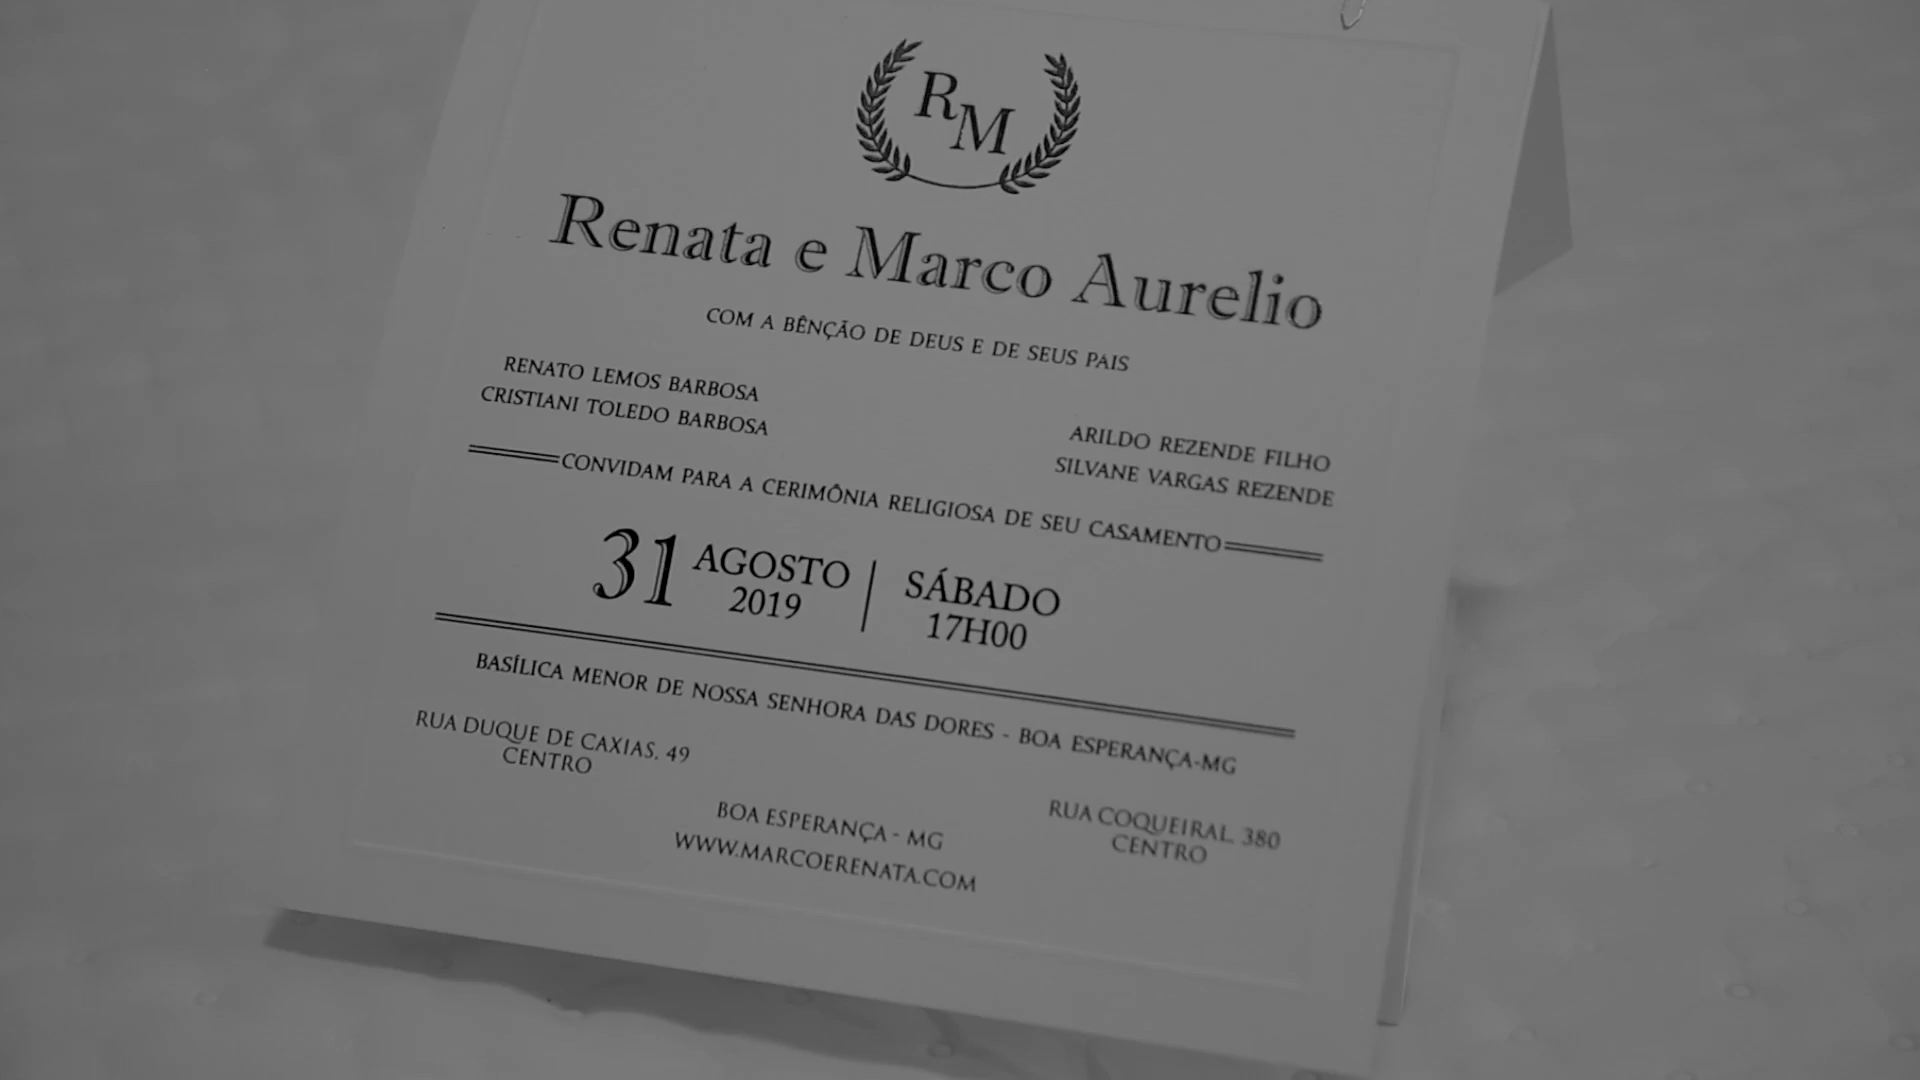 RM
Renata e Marco Aurelio
COM A BÊNÇÃO DE DEUS E DE SEUS PAIS
RENATO LEMOS BARBOSA
CRISTIANI TOLEDO BARBOSA
ARILDO REZENDE FILHO
SILVANE VARGAS REZENDE
CONVIDAM PARA A CERIMÔNIA RELIGIOSA DE SEU CASAMENTO
31 AGOSTO 2019 | SÁBADO 17H00
BASÍLICA MENOR DE NOSSA SENHORA DAS DORES - BOA ESPERANÇA-MG
RUA DUQUE DE CAXIAS, 49
CENTRO
RUA COQUEIRAL, 380
CENTRO
BOA ESPERANÇA - MG
WWW.MARCOERENATA.COM